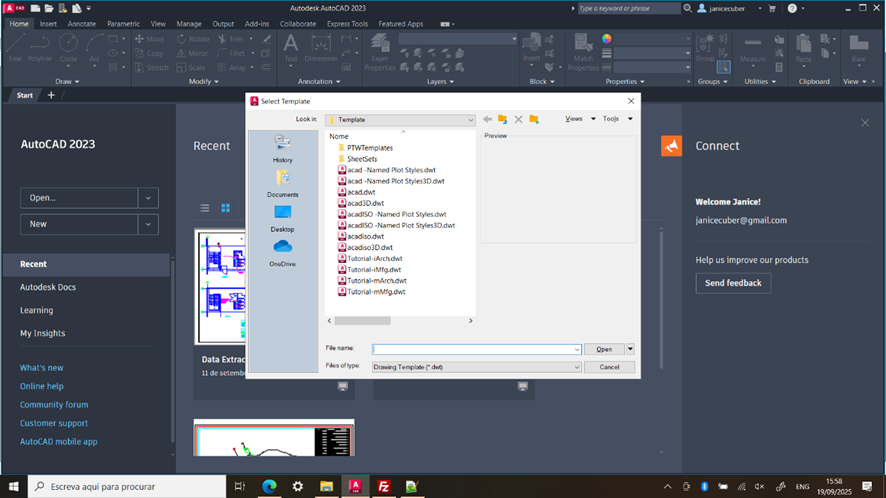 Autodesk AutoCAD 2023
Type a keyword or phrase
janicecuber
Home Insert Annotate Parametric View Manage Output Add-ins Collaborate Express Tools Featured Apps
Line Polyline Circle Arc
Move Rotate Trim
Copy Mirror Fillet
Stretch Scale Array
Text Dimension
Layer Properties
Insert
Match Properties
Group
Measure
Paste
Base
Draw Modify Annotation Layers Block Properties Groups Utilities Clipboard View
Start
AutoCAD 2023
Open...
New
Recent
Autodesk Docs
Learning
My Insights
What's new
Online help
Community forum
Customer support
AutoCAD mobile app
Recent
Data Extrac
11 de setembr
Select Template
Look in: Template
Views Tools
History
Documents
Desktop
OneDrive
Name
PTWTemplates
SheetSets
acad -Named Plot Styles.dwt
acad -Named Plot Styles3D.dwt
acad.dwt
acad3D.dwt
acadISO -Named Plot Styles.dwt
acadISO -Named Plot Styles3D.dwt
acadiso.dwt
acadiso3D.dwt
Tutorial-iArch.dwt
Tutorial-iMfg.dwt
Tutorial-mArch.dwt
Tutorial-mMfg.dwt
Preview
File name: Open
Files of type: Drawing Template (*.dwt) Cancel
Connect
Welcome Janice!
janicecuber@gmail.com
Help us improve our products
Send feedback
Escreva aqui para procurar
ENG
15:58
19/09/2025